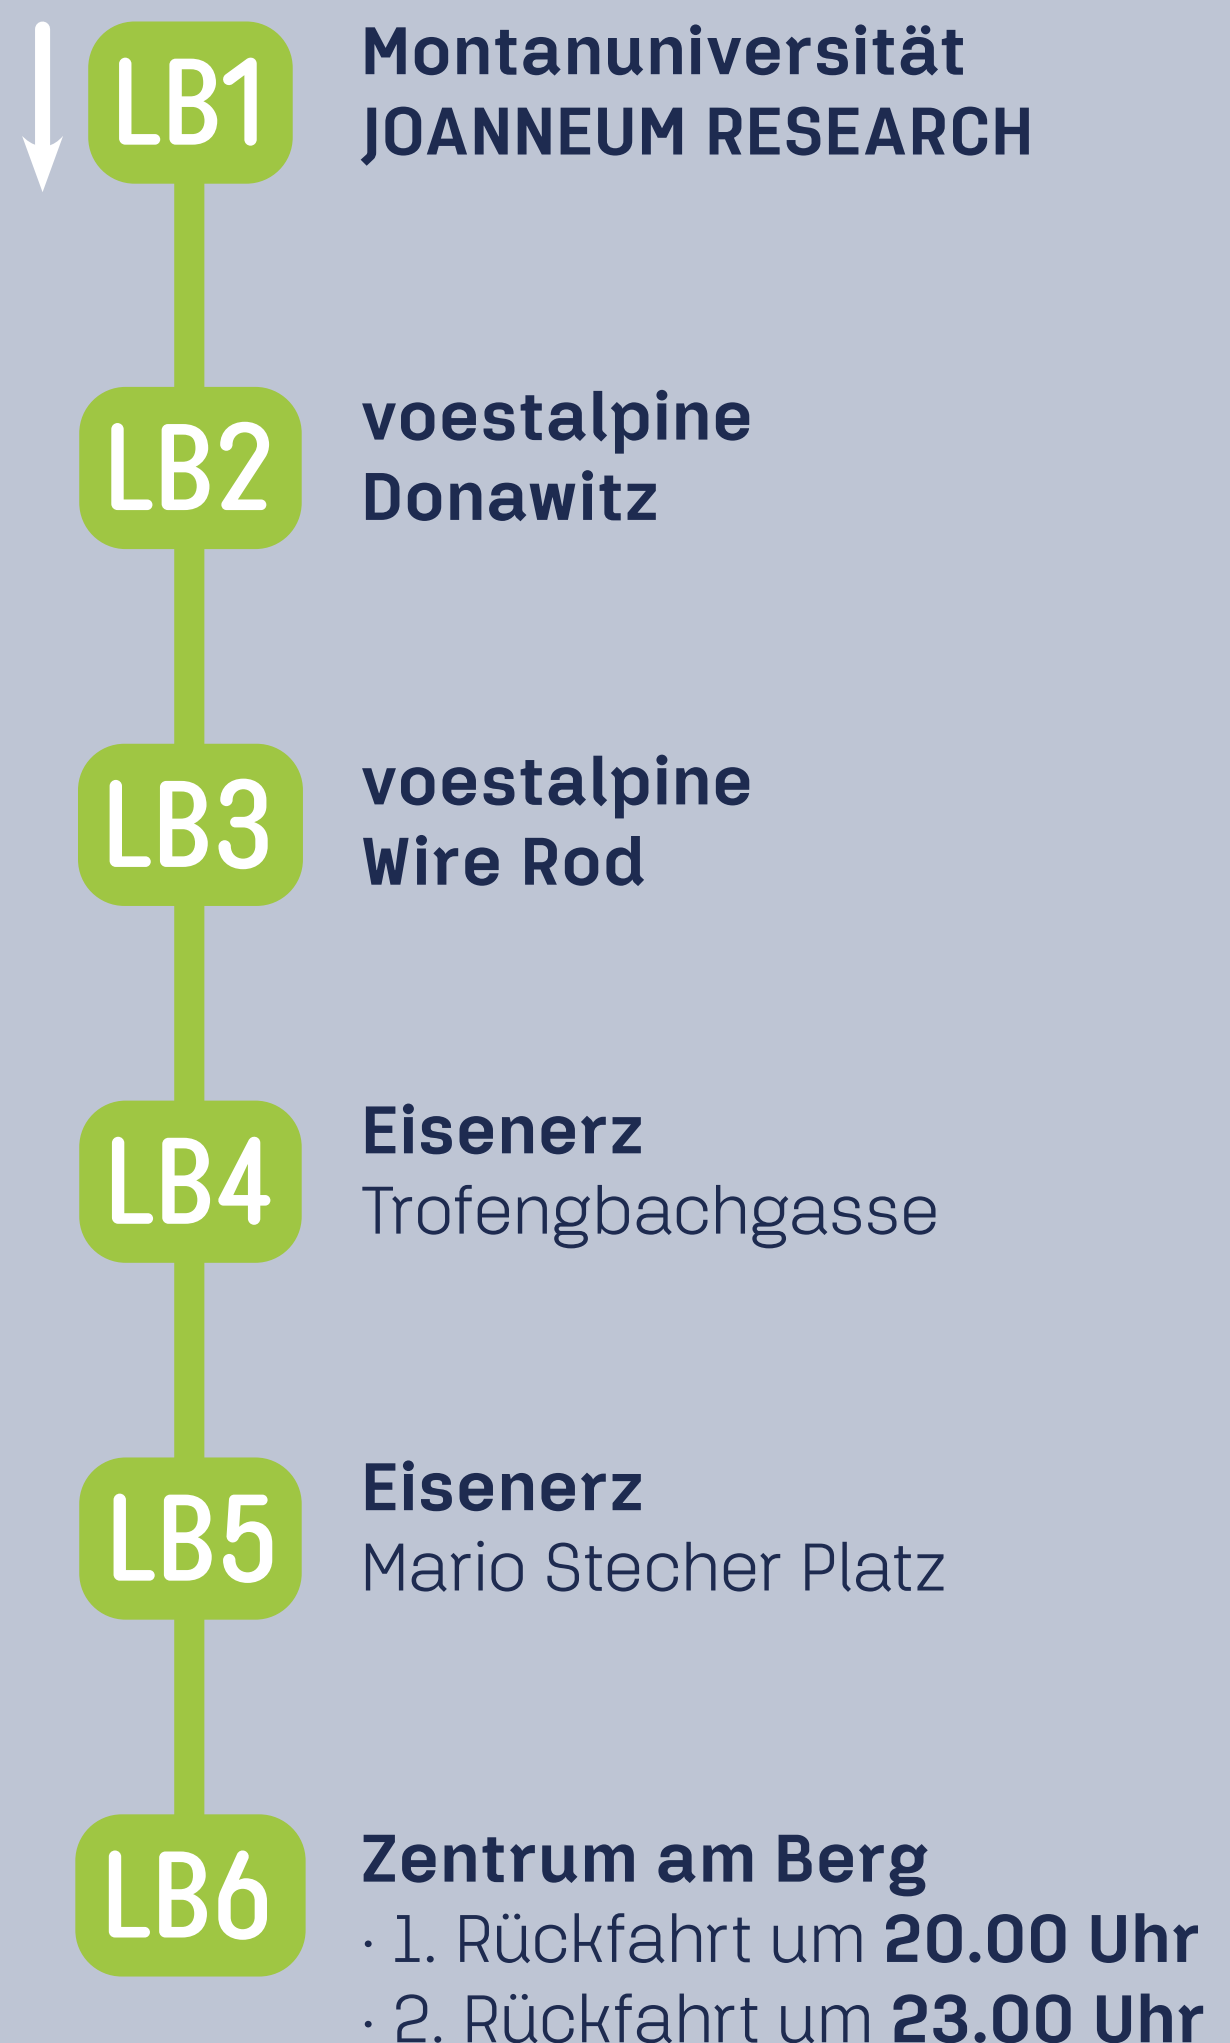 LB1
Montanuniversität
JOANNEUM RESEARCH
LB2
voestalpine
Donawitz
LB3
voestalpine
Wire Rod
LB4
Eisenerz
Trofengbachgasse
LB5
Eisenerz
Mario Stecher Platz
LB6
Zentrum am Berg
· 1. Rückfahrt um 20.00 Uhr
· 2. Rückfahrt um 23.00 Uhr